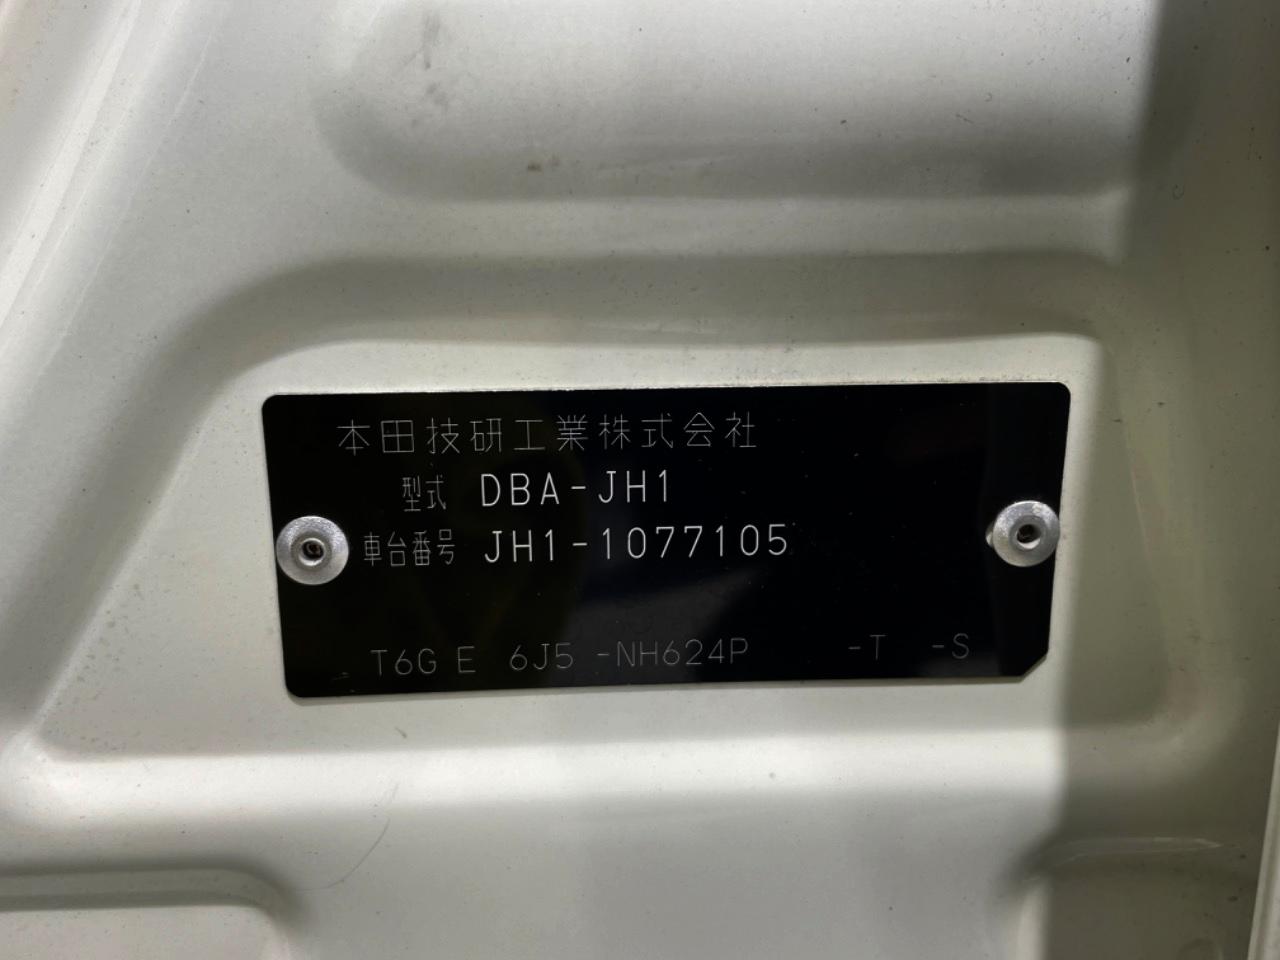 本田技研工業株式会社
型式 DBA-JH1
車台番号 JH1-1077105
T6G E 6J5 -NH624P -T -S